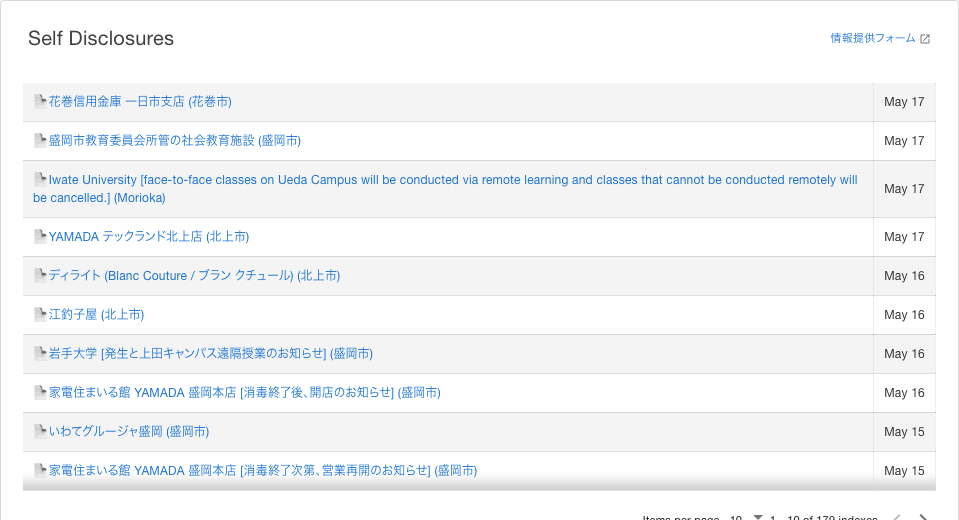 Self Disclosures
情報提供フォーム
花巻信用金庫 一日市支店 (花巻市)
May 17
盛岡市教育委員会所管の社会教育施設 (盛岡市)
May 17
Iwate University [face-to-face classes on Ueda Campus will be conducted via remote learning and classes that cannot be conducted remotely will
be cancelled.] (Morioka)
May 17
YAMADA テックランド北上店 (北上市)
May 17
ディライト (Blanc Couture / ブラン クチュール) (北上市)
May 16
江釣子屋 (北上市)
May 16
岩手大学 [発生と上田キャンパス遠隔授業のお知らせ] (盛岡市)
May 16
家電住まいる館 YAMADA 盛岡本店 [消毒終了後、開店のお知らせ] (盛岡市)
May 16
いわてグルージャ盛岡 (盛岡市)
May 15
家電住まいる館 YAMADA 盛岡本店 [消毒終了次第、営業再開のお知らせ] (盛岡市)
May 15
Items per page 10 1 - 10 of 179 indexes